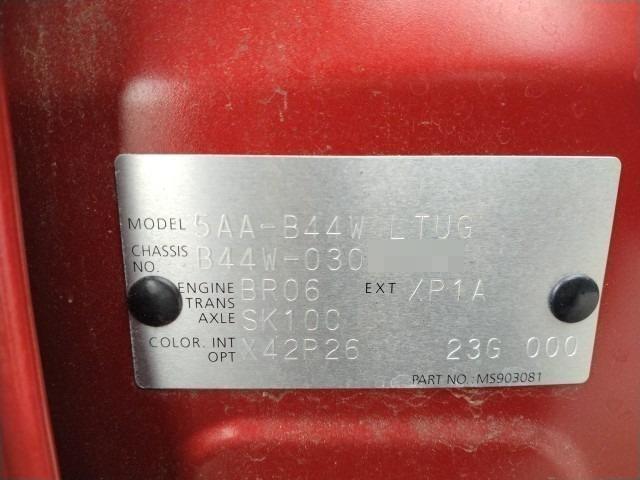 MODEL 5AA-B44W LTUG
CHASSIS NO. B44W-030
ENGINE BR06 EXT /P1A
TRANS
AXLE SK10C
COLOR. INT X42P26 23G 000
OPT
PART NO.:MS903081